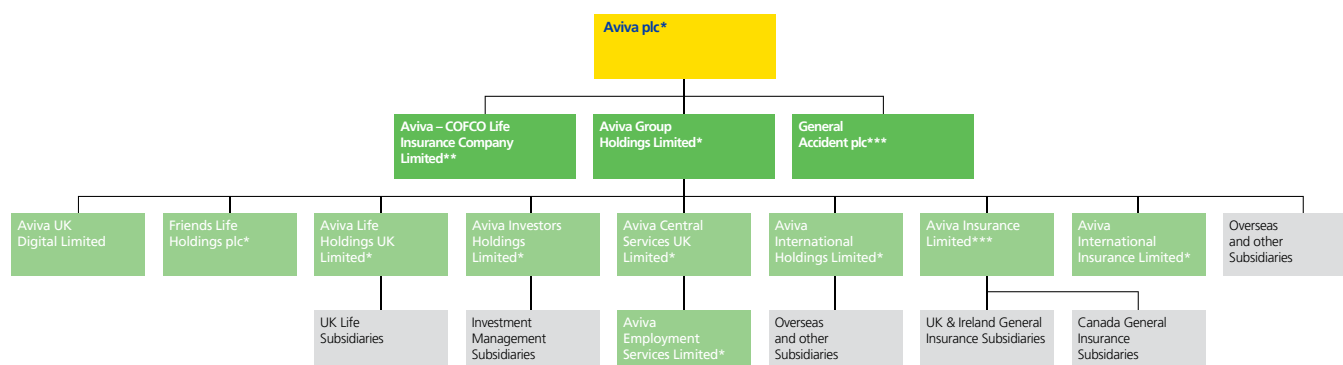 Aviva plc*
Aviva – COFCO Life
Insurance Company
Limited**
Aviva Group
Holdings Limited*
General
Accident plc***
Aviva UK
Digital Limited
Friends Life
Holdings plc*
Aviva Life
Holdings UK
Limited*
Aviva Investors
Holdings
Limited*
Aviva Central
Services UK
Limited*
Aviva
International
Holdings Limited*
Aviva Insurance
Limited***
Aviva
International
Insurance Limited*
Overseas
and other
Subsidiaries
UK Life
Subsidiaries
Investment
Management
Subsidiaries
Aviva
Employment
Services Limited*
Overseas
and other
Subsidiaries
UK & Ireland General
Insurance Subsidiaries
Canada General
Insurance
Subsidaries